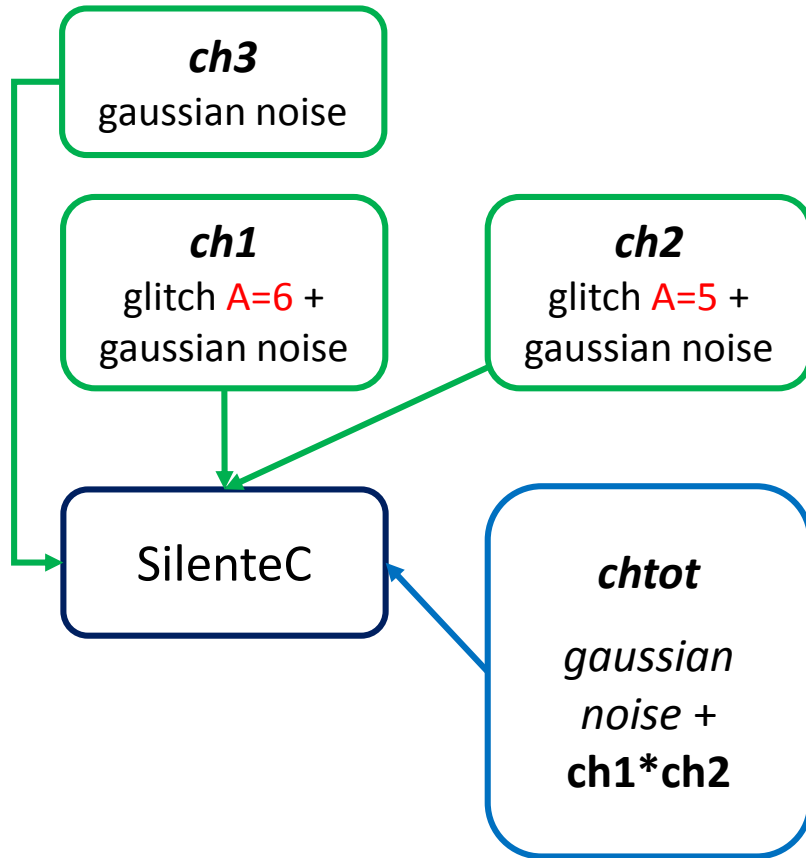 ch3
gaussian noise
ch1
glitch A=6 +
gaussian noise
ch2
glitch A=5 +
gaussian noise
SilenteC
chtot
gaussian
noise +
ch1*ch2